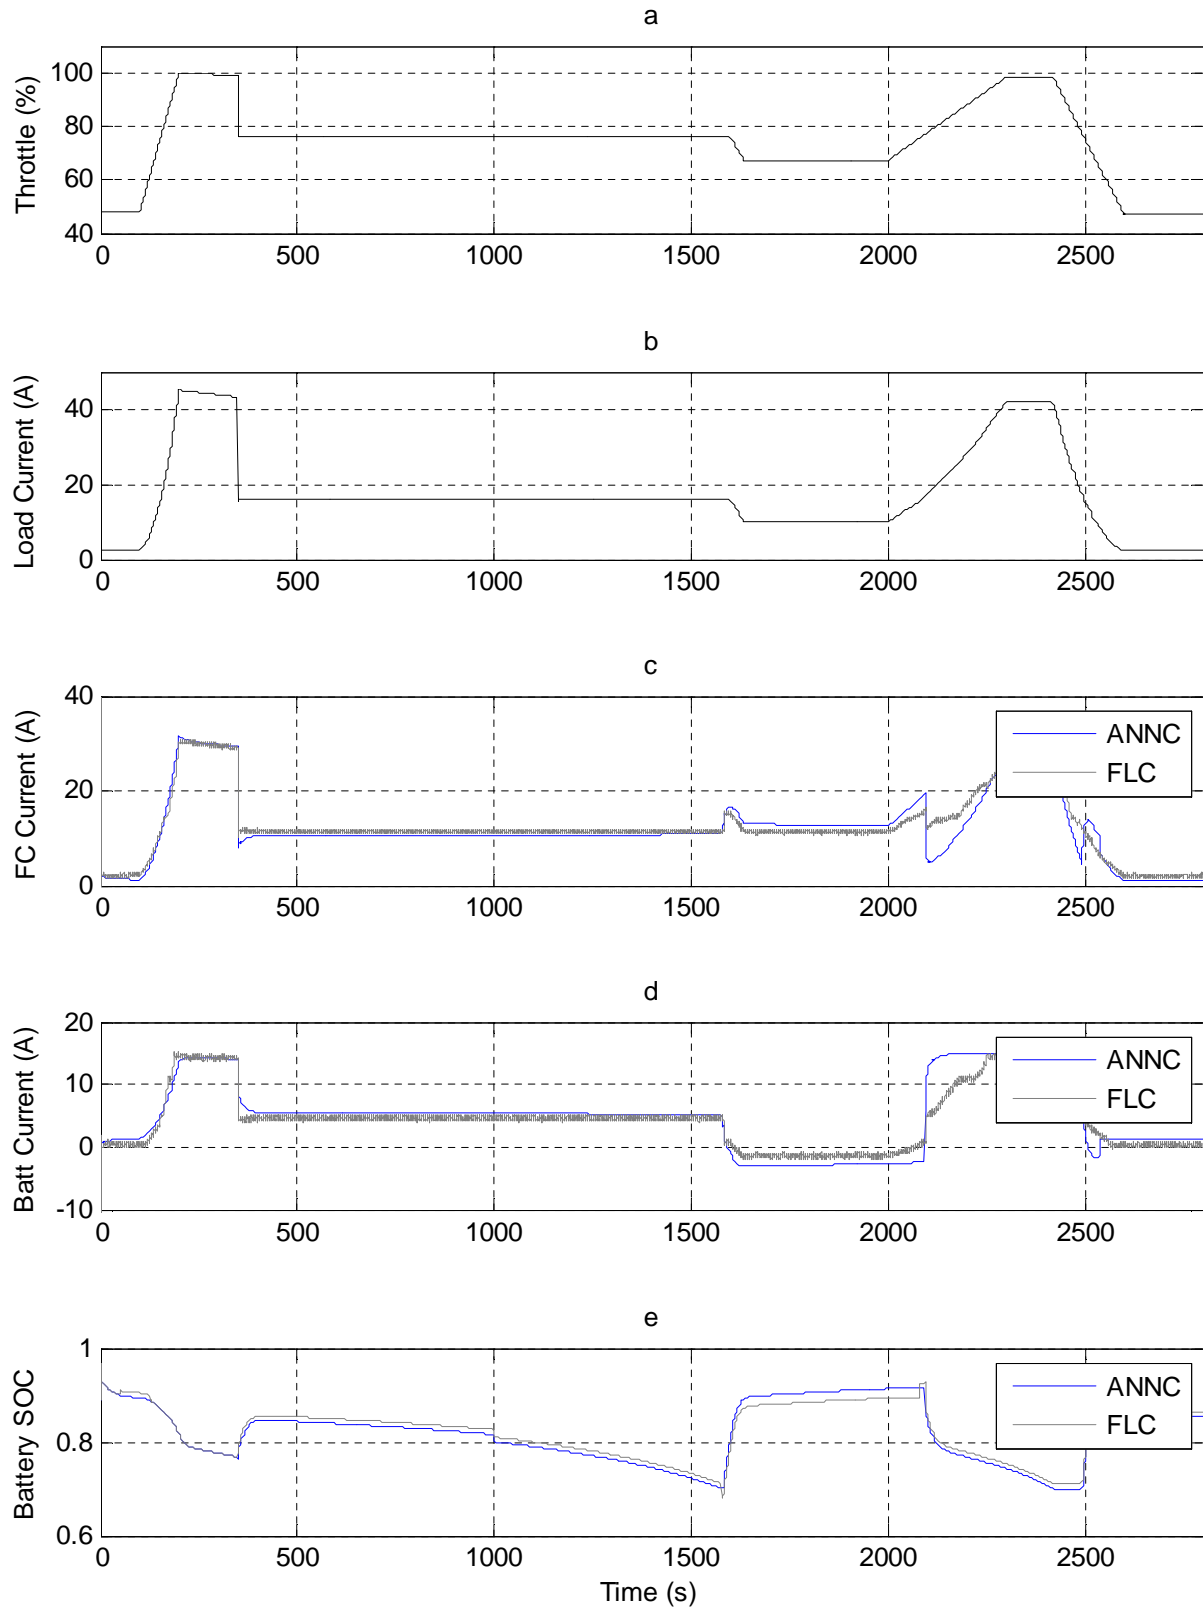 a
Throttle (%)
100
80
60
40
0 500 1000 1500 2000 2500
b
Load Current (A)
40
20
0
0 500 1000 1500 2000 2500
c
FC Current (A)
40
20
0
ANNC
FLC
0 500 1000 1500 2000 2500
d
Batt Current (A)
20
10
0
-10
ANNC
FLC
0 500 1000 1500 2000 2500
e
Battery SOC
1
0.8
0.6
ANNC
FLC
0 500 1000 1500 2000 2500
Time (s)